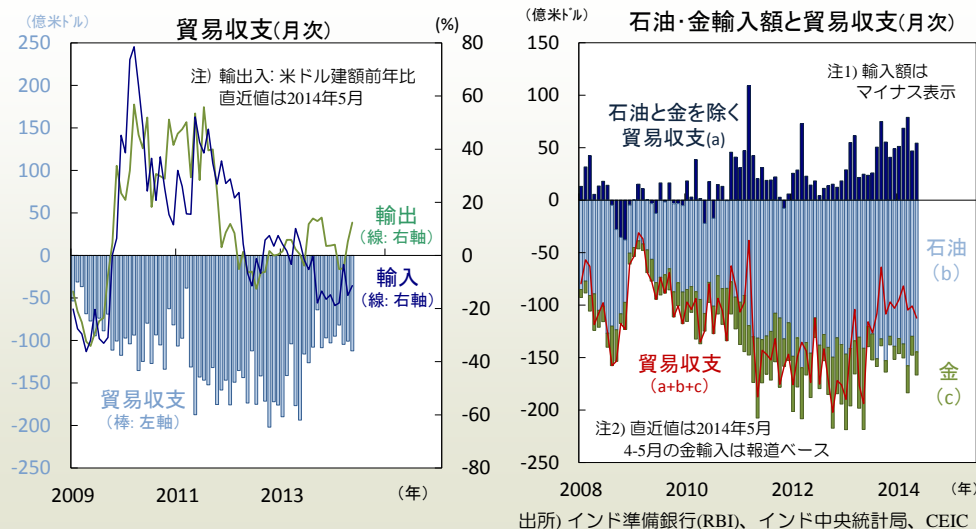 貿易収支(月次)
(億米ドル)
(%)
250
200
150
100
50
0
-50
-100
-150
-200
-250
80
60
40
20
0
-20
-40
-60
-80
注) 輸出入: 米ドル建額前年比
直近値は2014年5月
輸出
(線: 右軸)
輸入
(線: 右軸)
貿易収支
(棒: 左軸)
2009
2011
2013
(年)
石油・金輸入額と貿易収支(月次)
(億米ドル)
150
100
50
0
-50
-100
-150
-200
-250
注1) 輸入額は
マイナス表示
石油と金を除く
貿易収支(a)
石油
(b)
金
(c)
貿易収支
(a+b+c)
注2) 直近値は2014年5月
4-5月の金輸入は報道ベース
2008
2010
2012
2014
(年)
出所) インド準備銀行(RBI)、インド中央統計局、CEIC